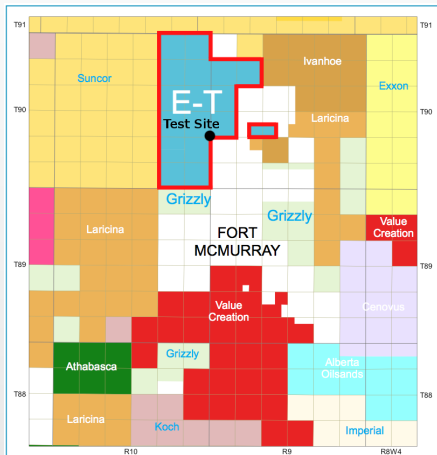 T91
T91
Ivanhoe
Suncor
Exxon
E-T
T90
T90
Test Site
Laricina
Grizzly
Grizzly
Value
Creation
Laricina
FORT
MCMURRAY
T89
T89
Value
Creation
Cenovus
Grizzly
Alberta
Oilsands
Athabasca
T88
T88
Laricina
Koch
Imperial
R10
R9
R8W4